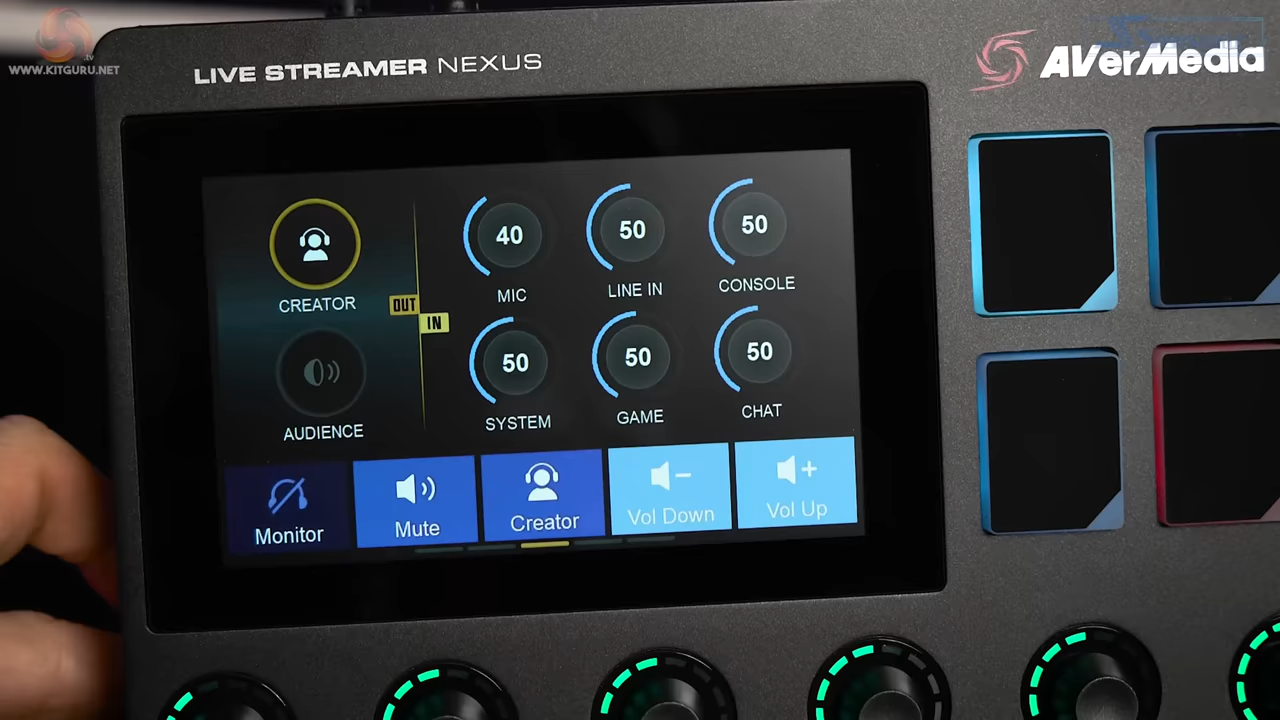 .tv
WWW.KITGURU.NET
LIVE STREAMER NEXUS
AVerMedia
40
50
50
MIC
LINE IN
CONSOLE
CREATOR
OUT
IN
50
50
50
SYSTEM
GAME
CHAT
AUDIENCE
Monitor
Mute
Creator
Vol Down
Vol Up